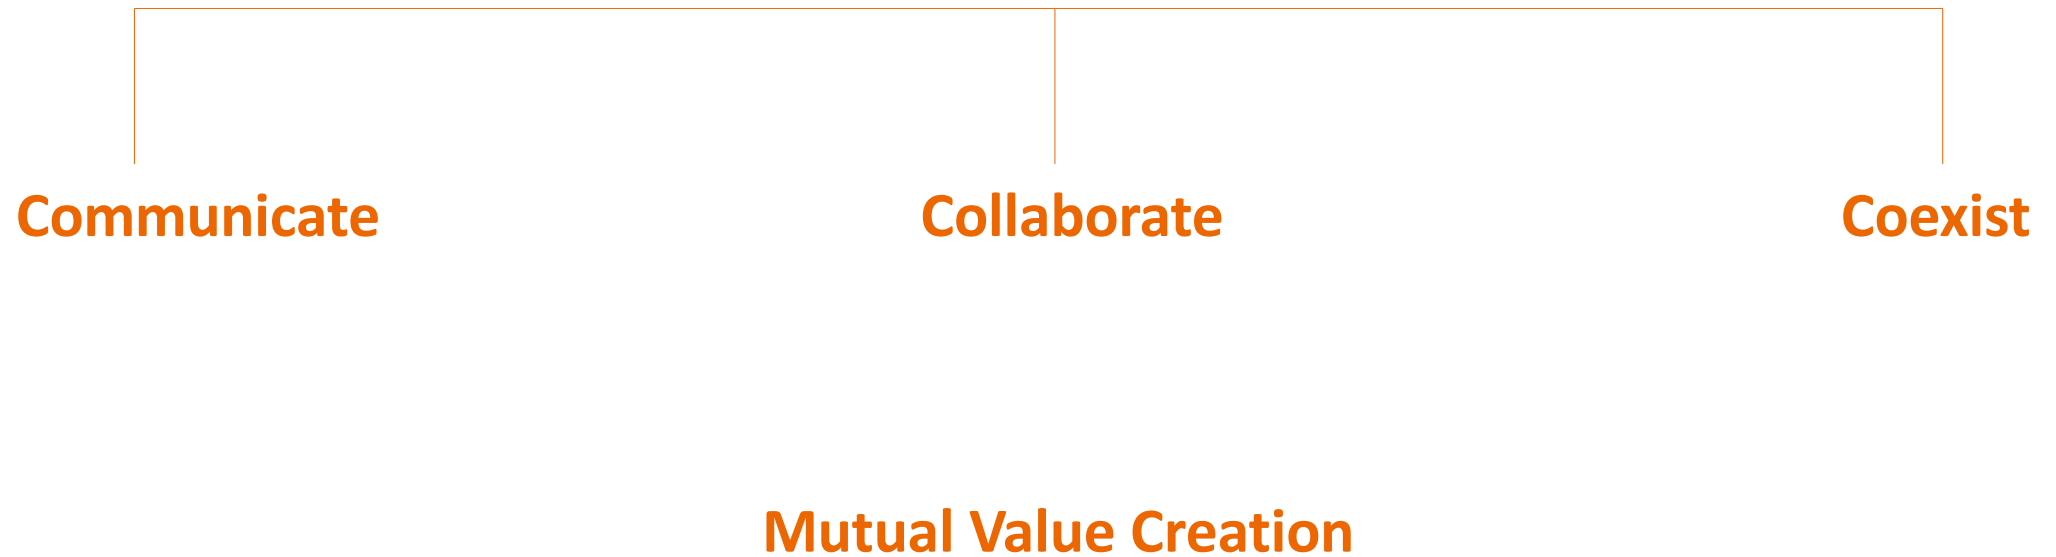 Communicate Collaborate Coexist
Mutual Value Creation